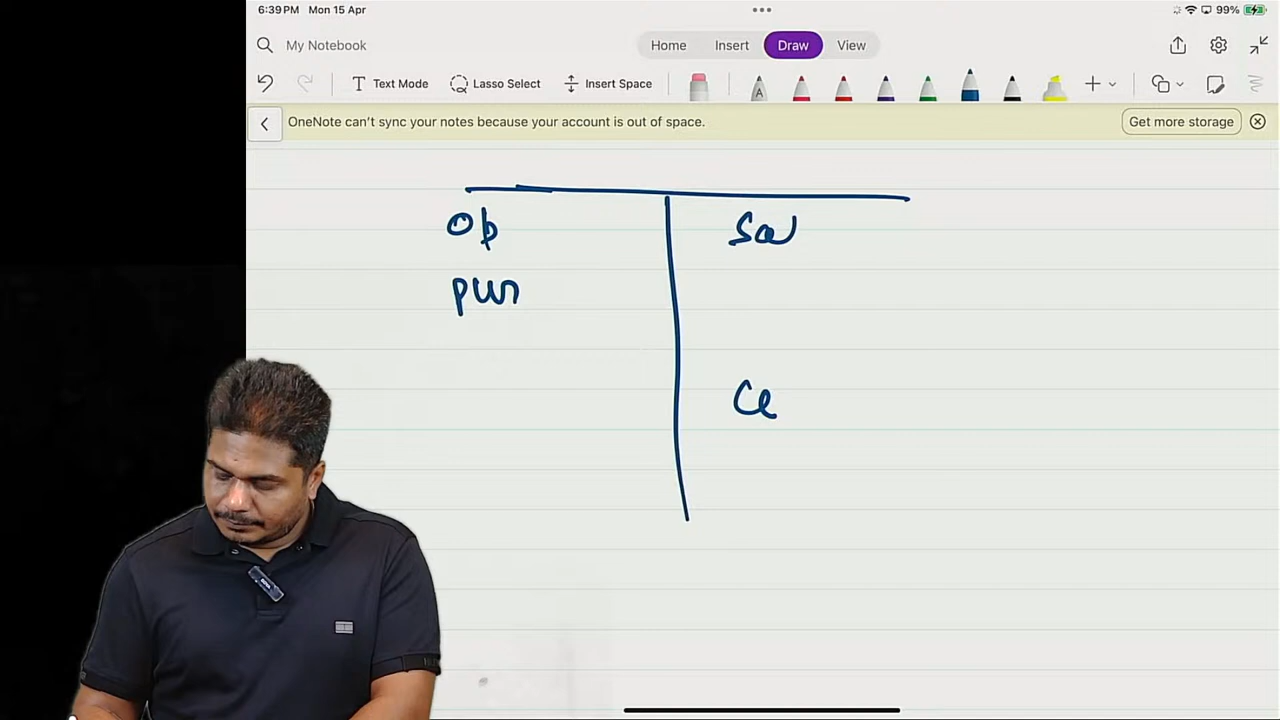 6:39 PM Mon 15 Apr 99%
My Notebook Home Insert Draw View
Text Mode Lasso Select Insert Space A
OneNote can't sync your notes because your account is out of space. Get more storage
Op Sal
pur
Ce